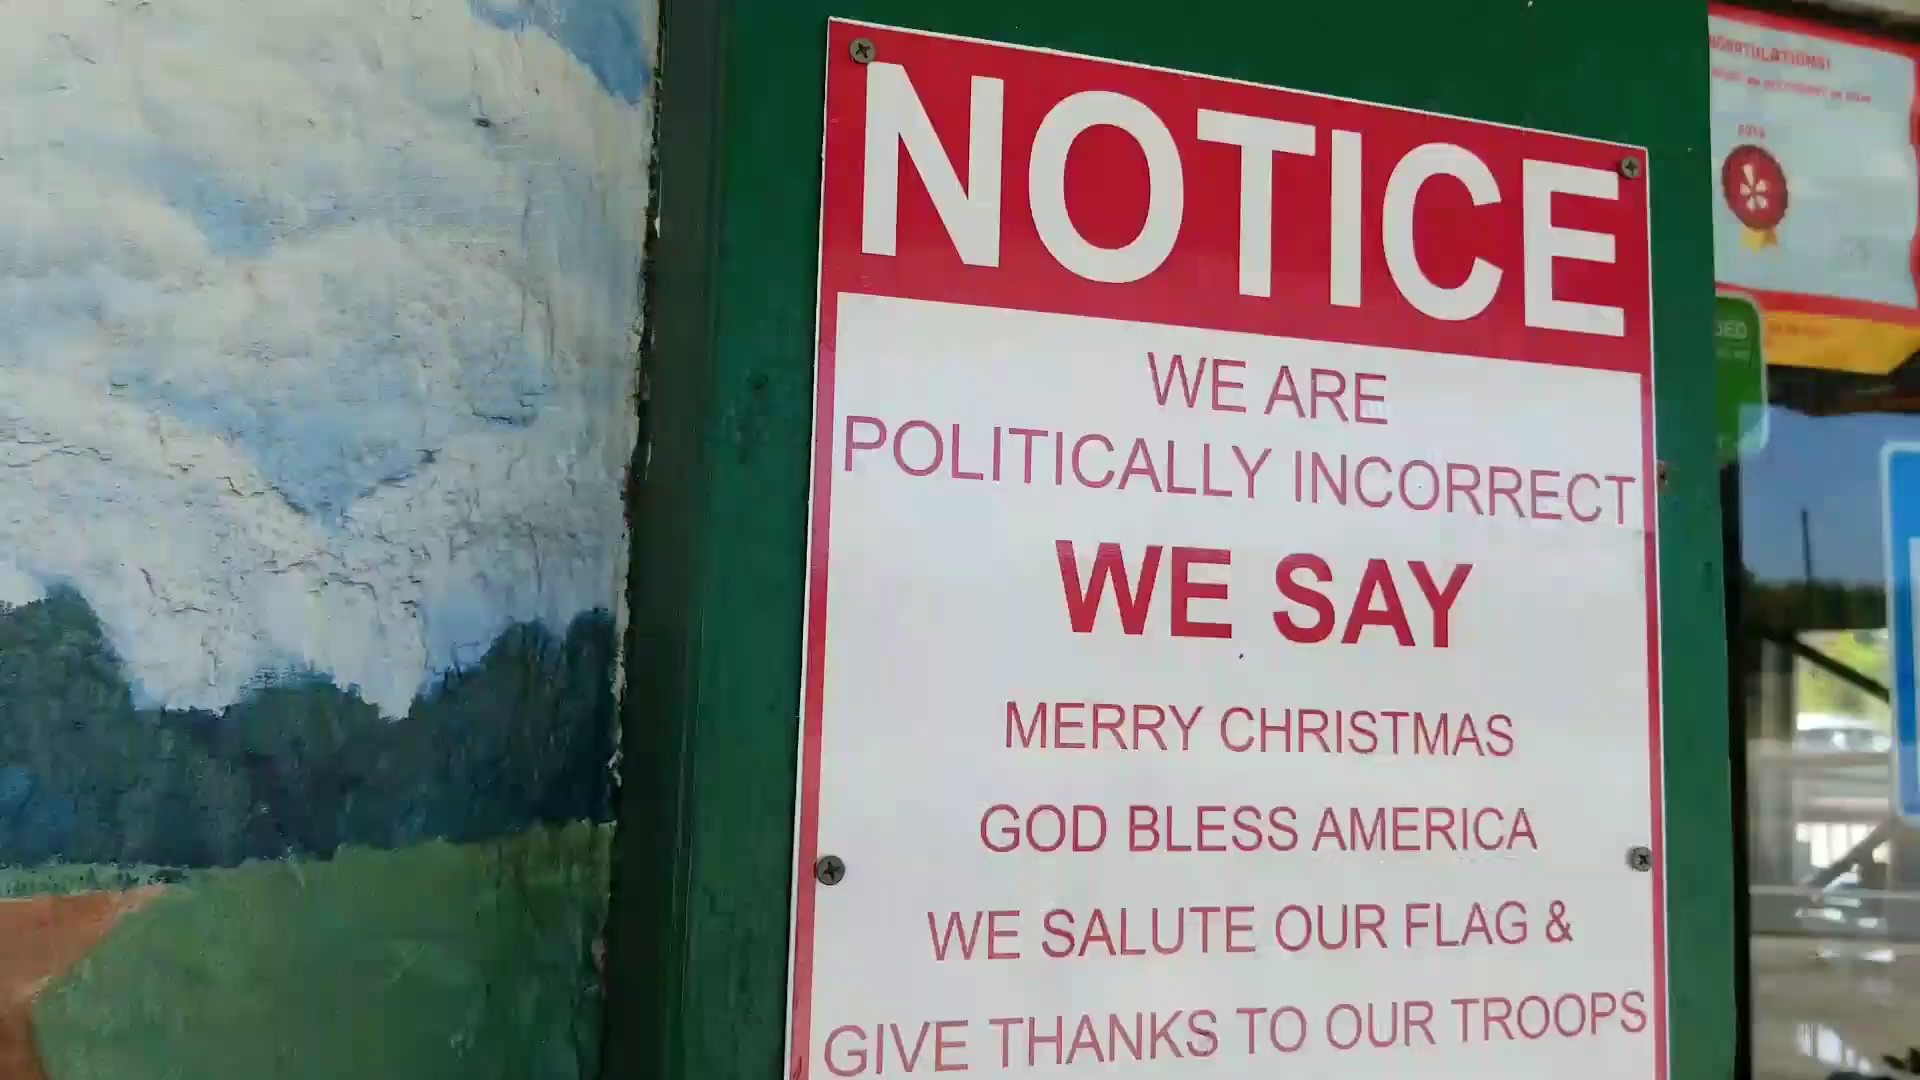 NOTICE
WE ARE
POLITICALLY INCORRECT
WE SAY
MERRY CHRISTMAS
GOD BLESS AMERICA
WE SALUTE OUR FLAG &
GIVE THANKS TO OUR TROOPS